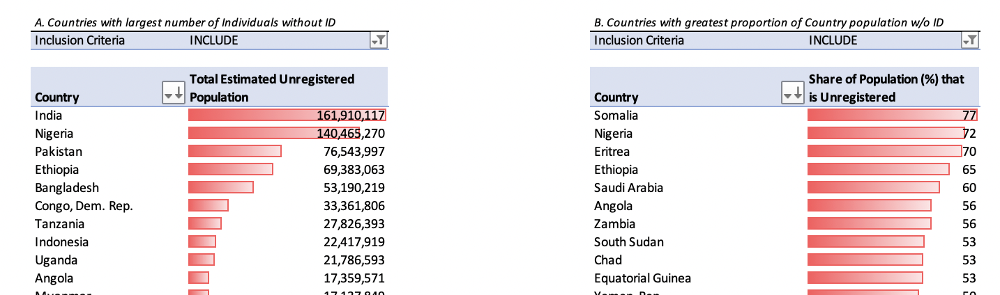 A. Countries with largest number of Individuals without ID
Inclusion Criteria INCLUDE
Country Total Estimated Unregistered Population
India 161,910,117
Nigeria 140,465,270
Pakistan 76,543,997
Ethiopia 69,383,063
Bangladesh 53,190,219
Congo, Dem. Rep. 33,361,806
Tanzania 27,826,393
Indonesia 22,417,919
Uganda 21,786,593
Angola 17,359,571
B. Countries with greatest proportion of Country population w/o ID
Inclusion Criteria INCLUDE
Country Share of Population (%) that is Unregistered
Somalia 77
Nigeria 72
Eritrea 70
Ethiopia 65
Saudi Arabia 60
Angola 56
Zambia 56
South Sudan 53
Chad 53
Equatorial Guinea 53